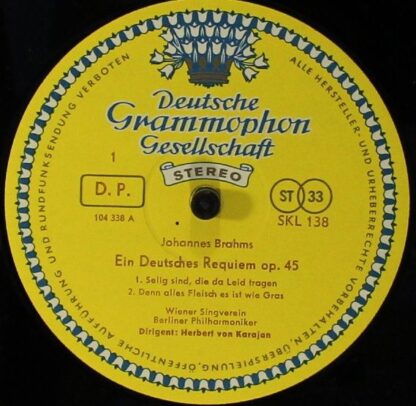 ALLE HERSTELLER- UND URHEBERRECHTE VORBEHALTEN, ÜBERSPIELUNG, ÖFFENTLICHE AUFFÜHRUNG UND RUNDFUNKSENDUNG VERBOTEN
Deutsche
Grammophon
Gesellschaft
STEREO
1
D. P.
104 338 A
ST 33
SKL 138
Johannes Brahms
Ein Deutsches Requiem op. 45
1. Selig sind, die da Leid tragen
2. Denn alles Fleisch es ist wie Gras
Wiener Singverein
Berliner Philharmoniker
Dirigent: Herbert von Karajan